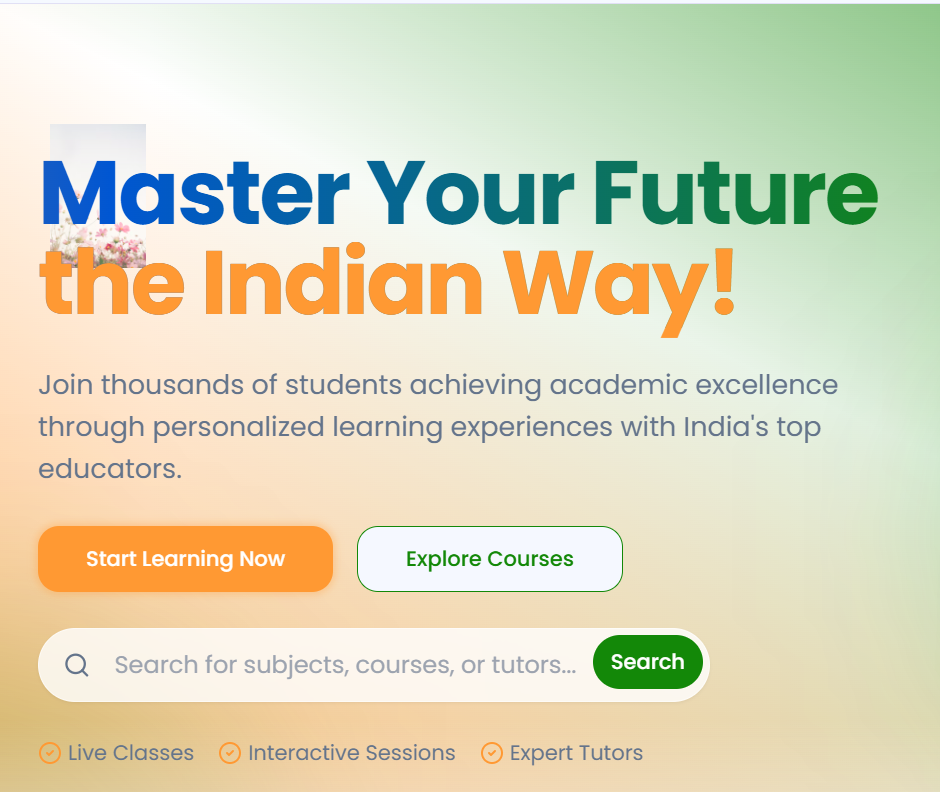 Master Your Future
the Indian Way!
Join thousands of students achieving academic excellence
through personalized learning experiences with India's top
educators.
Start Learning Now
Explore Courses
Search for subjects, courses, or tutors...
Search
Live Classes
Interactive Sessions
Expert Tutors